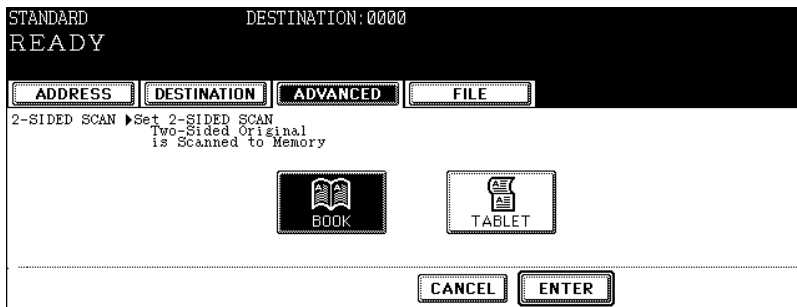 STANDARD DESTINATION:0000
READY
ADDRESS DESTINATION ADVANCED FILE
2-SIDED SCAN ▶Set 2-SIDED SCAN
Two-Sided Original
is Scanned to Memory
BOOK TABLET
CANCEL ENTER